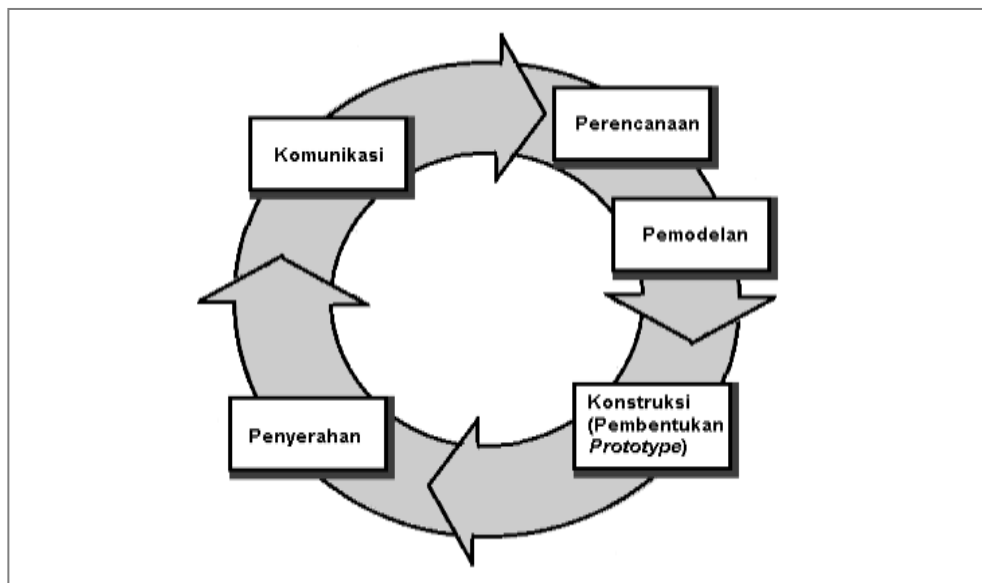 Komunikasi
Perencanaan
Pemodelan
Konstruksi
(Pembentukan
Prototype)
Penyerahan